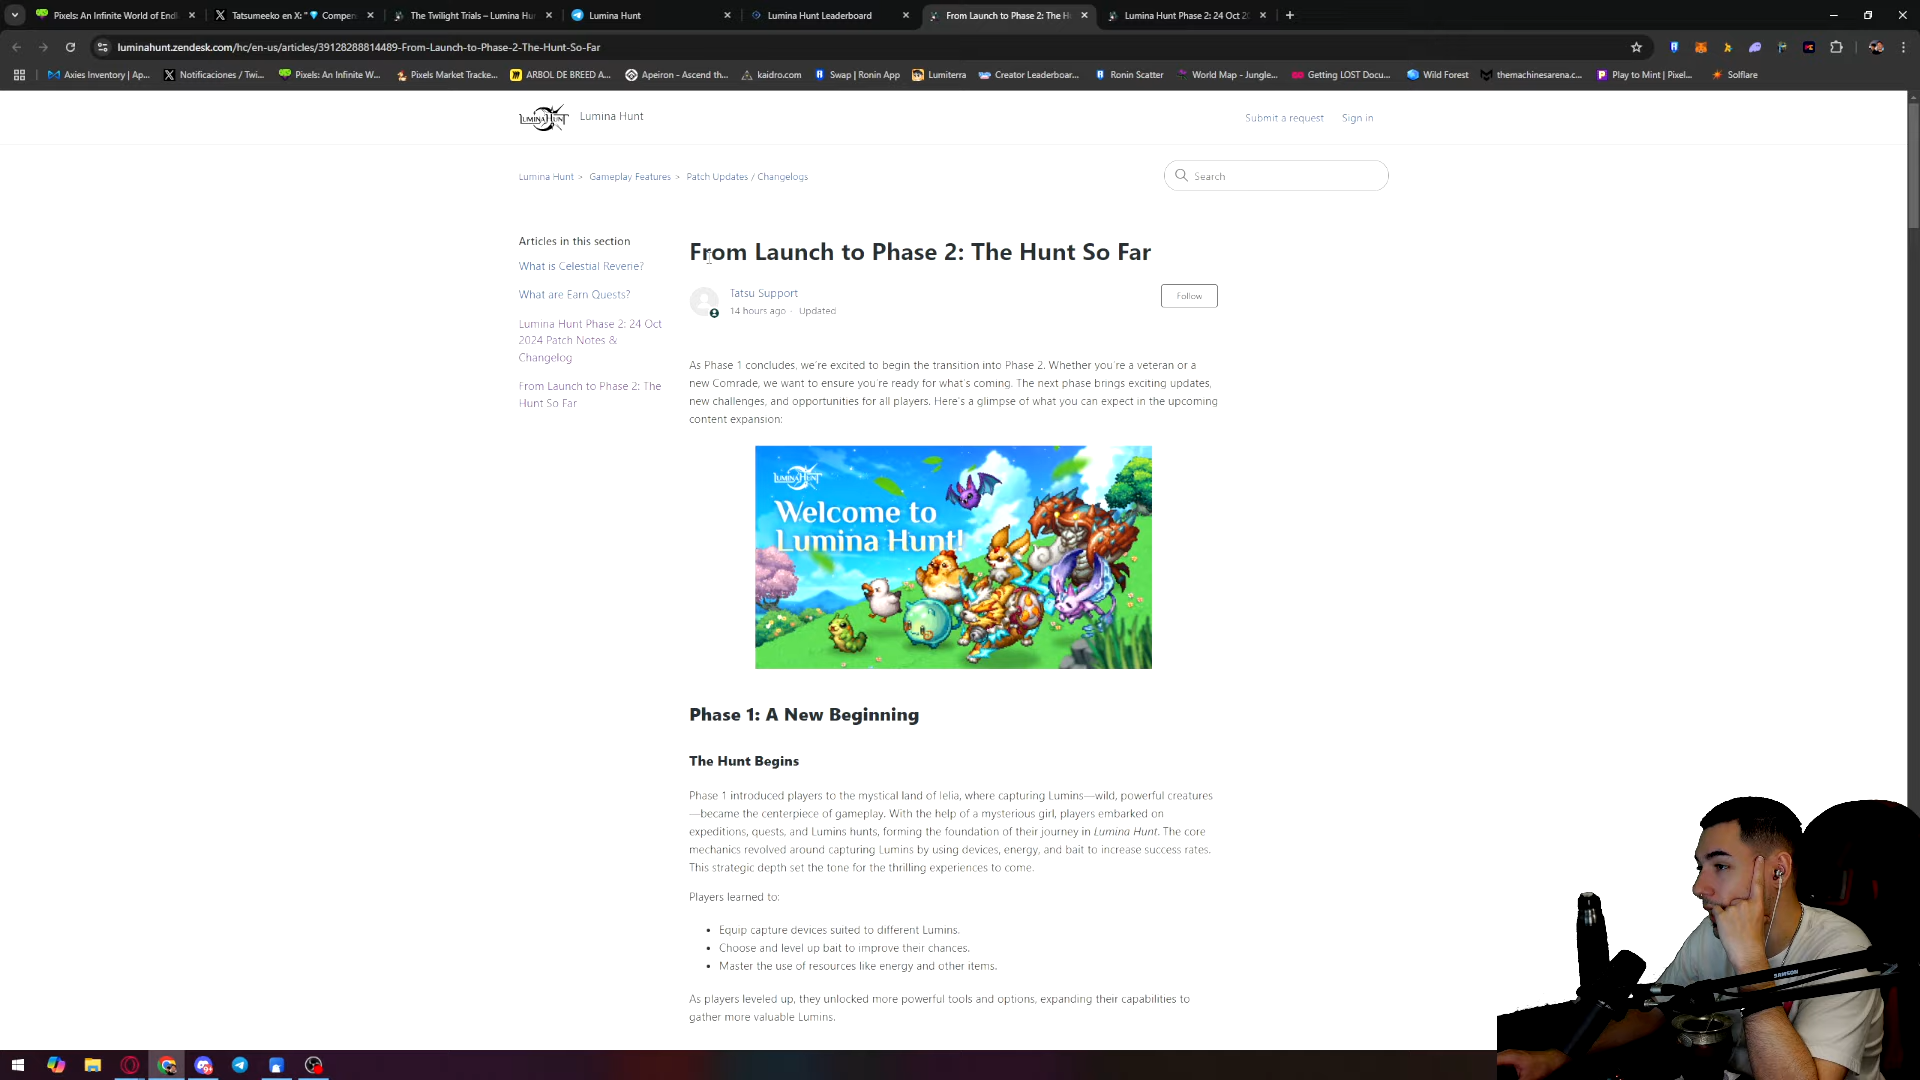 Pixels: An Infinite World of Endl
Tatsumeeko en X: "💎 Compen
The Twilight Trials – Lumina Hu
Lumina Hunt
Lumina Hunt Leaderboard
From Launch to Phase 2: The H
Lumina Hunt Phase 2: 24 Oct 20
luminahunt.zendesk.com/hc/en-us/articles/39128288814489-From-Launch-to-Phase-2-The-Hunt-So-Far
Axies Inventory | Ap...
Notificaciones / Twi...
Pixels: An Infinite W...
Pixels Market Tracke...
ARBOL DE BREED A...
Apeiron - Ascend th...
kaidro.com
Swap | Ronin App
Lumiterra
Creator Leaderboar...
Ronin Scatter
World Map - Jungle...
Getting LOST Docu...
Wild Forest
themachinesarena.c...
Play to Mint | Pixel...
Solflare
LUMINA HUNT
Lumina Hunt
Submit a request
Sign in
Lumina Hunt > Gameplay Features > Patch Updates / Changelogs
Search
Articles in this section
What is Celestial Reverie?
What are Earn Quests?
Lumina Hunt Phase 2: 24 Oct
2024 Patch Notes &
Changelog
From Launch to Phase 2: The
Hunt So Far
From Launch to Phase 2: The Hunt So Far
Tatsu Support
14 hours ago · Updated
Follow
As Phase 1 concludes, we're excited to begin the transition into Phase 2. Whether you're a veteran or a
new Comrade, we want to ensure you're ready for what's coming. The next phase brings exciting updates,
new challenges, and opportunities for all players. Here's a glimpse of what you can expect in the upcoming
content expansion:
LUMINA HUNT
Welcome to
Lumina Hunt!
Phase 1: A New Beginning
The Hunt Begins
Phase 1 introduced players to the mystical land of Ielia, where capturing Lumins—wild, powerful creatures
—became the centerpiece of gameplay. With the help of a mysterious girl, players embarked on
expeditions, quests, and Lumins hunts, forming the foundation of their journey in Lumina Hunt. The core
mechanics revolved around capturing Lumins by using devices, energy, and bait to increase success rates.
This strategic depth set the tone for the thrilling experiences to come.
Players learned to:
• Equip capture devices suited to different Lumins.
• Choose and level up bait to improve their chances.
• Master the use of resources like energy and other items.
As players leveled up, they unlocked more powerful tools and options, expanding their capabilities to
gather more valuable Lumins.
SAMSON